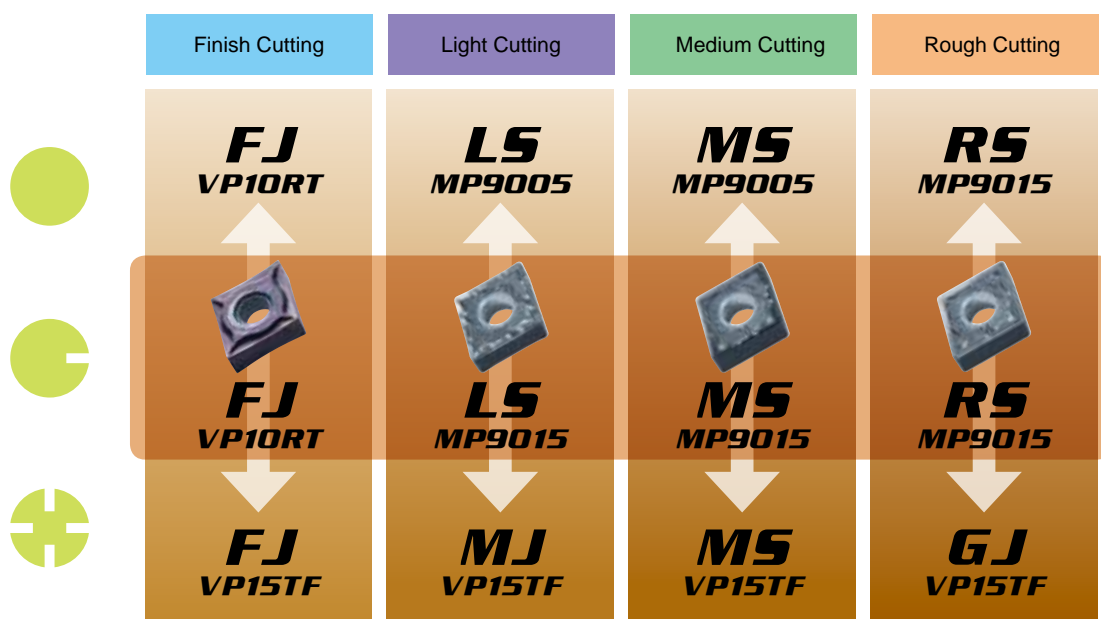 Finish Cutting
Light Cutting
Medium Cutting
Rough Cutting
FJ
VP10RT
LS
MP9005
MS
MP9005
RS
MP9015
FJ
VP10RT
LS
MP9015
MS
MP9015
RS
MP9015
FJ
VP15TF
MJ
VP15TF
MS
VP15TF
GJ
VP15TF